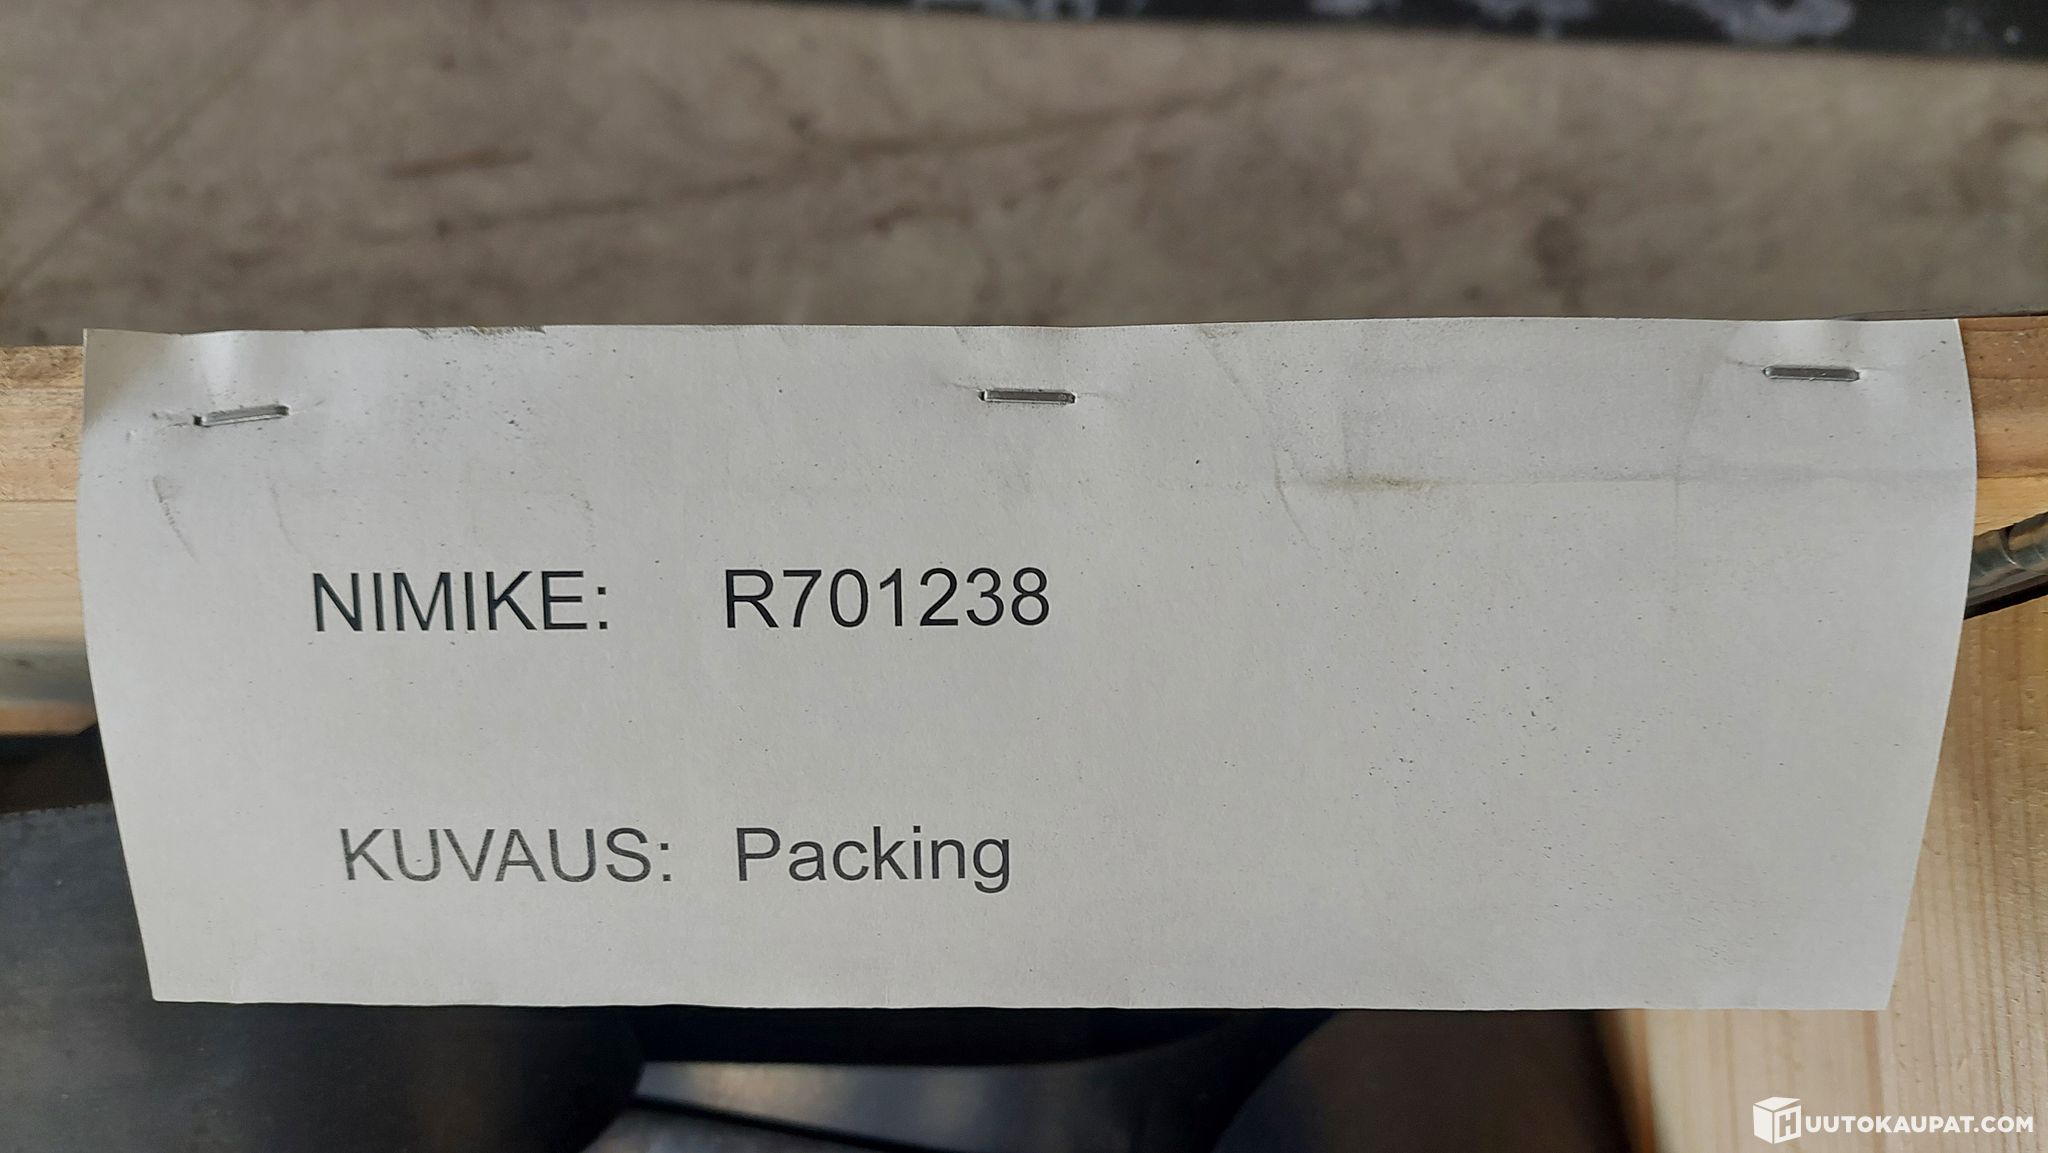 NIMIKE: R701238
KUVAUS: Packing
HUUTOKAUPAT.COM